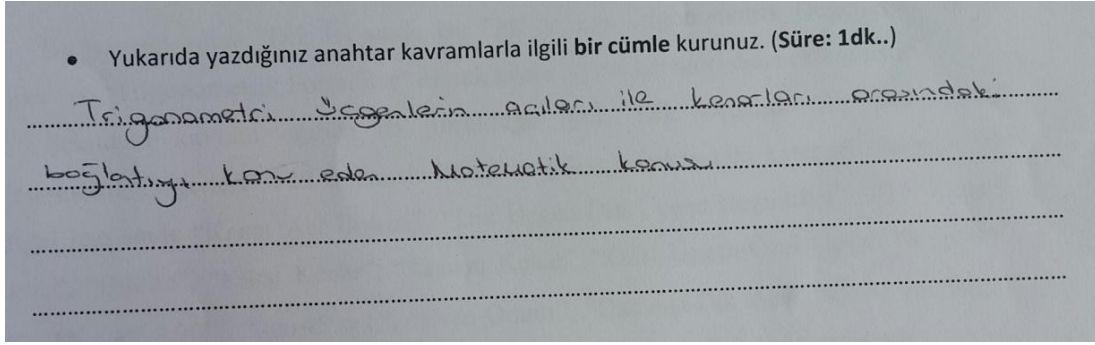 • Yukarıda yazdığınız anahtar kavramlarla ilgili bir cümle kurunuz. (Süre: 1dk..)
Trigonometri üçgenlerin açıları ile kenarları arasındaki
bağlantıyı konu eden Matematik konusu